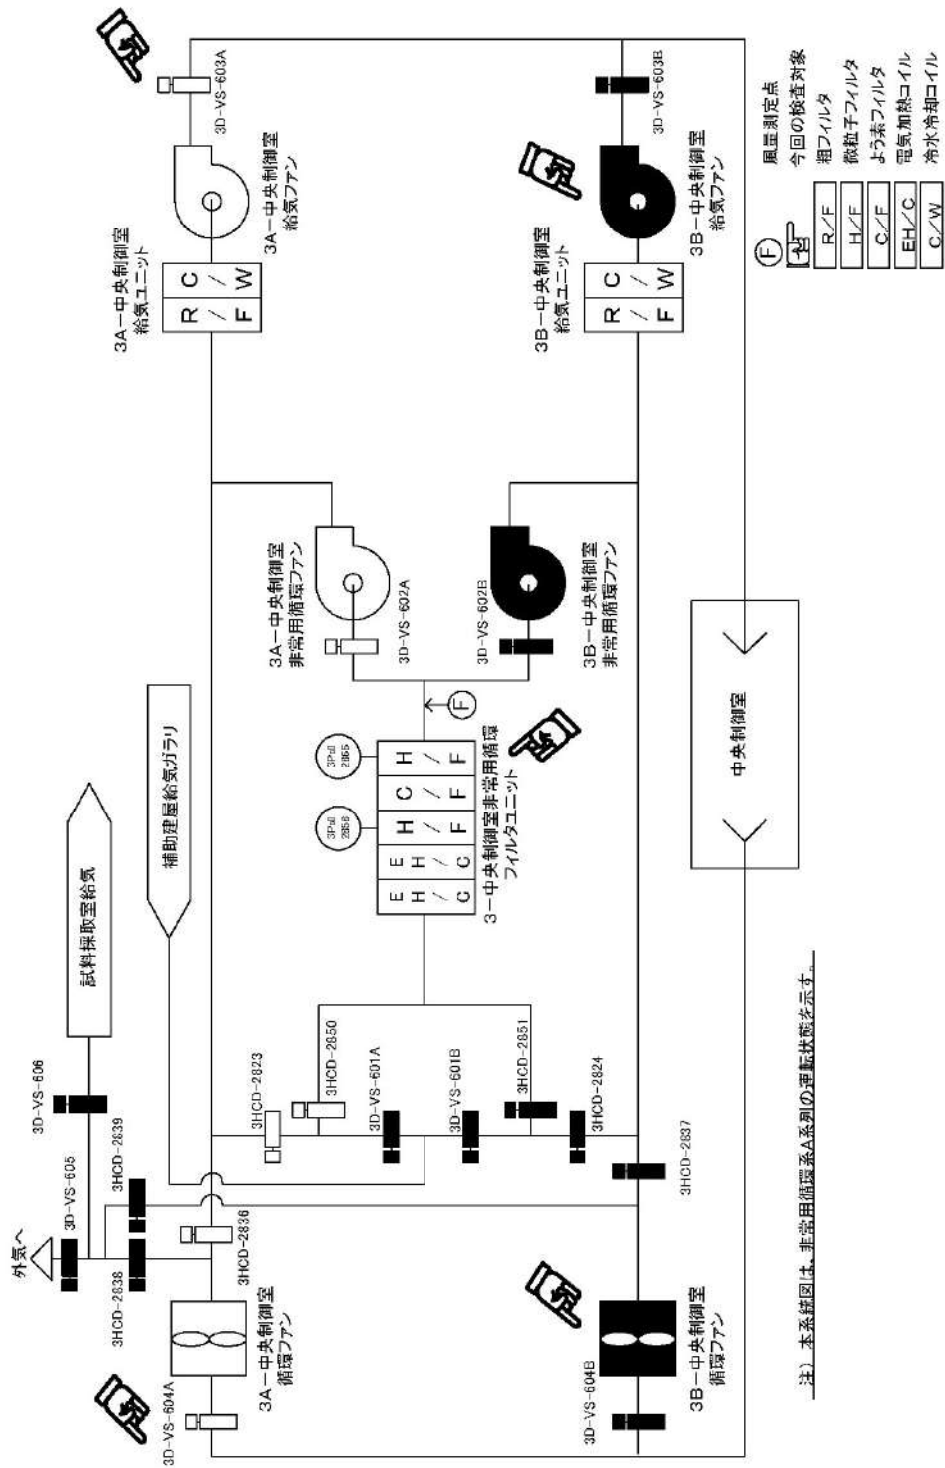 外気へ
3D-VS-605
3D-VS-606
試料採取室給気
補助建屋給気ガラリ
3HCD-2838
3HCD-2839
3D-VS-604A
3A-中央制御室
循環ファン
3HCD-2836
3HCD-2823
3HCD-2850
3D-VS-601A
3D-VS-601B
3HCD-2851
3HCD-2824
3HCD-2837
3D-VS-604B
3B-中央制御室
循環ファン
EH/C
EH/C
H/F
C/F
H/F
3-中央制御室非常用循環
フィルタユニット
F
3A-中央制御室
非常用循環ファン
3D-VS-602A
3D-VS-602B
3B-中央制御室
非常用循環ファン
3A-中央制御室
給気ユニット
R/F
C/W
3A-中央制御室
給気ファン
3D-VS-603A
3B-中央制御室
給気ユニット
R/F
C/W
3B-中央制御室
給気ファン
3D-VS-603B
中央制御室
F 風量測定点
今回の検査対象
R/F 粗フィルタ
H/F 微粒子フィルタ
C/F よう素フィルタ
EH/C 電気加熱コイル
C/W 冷水冷却コイル
注) 本系統図は、非常用循環系A系列の運転状態を示す。